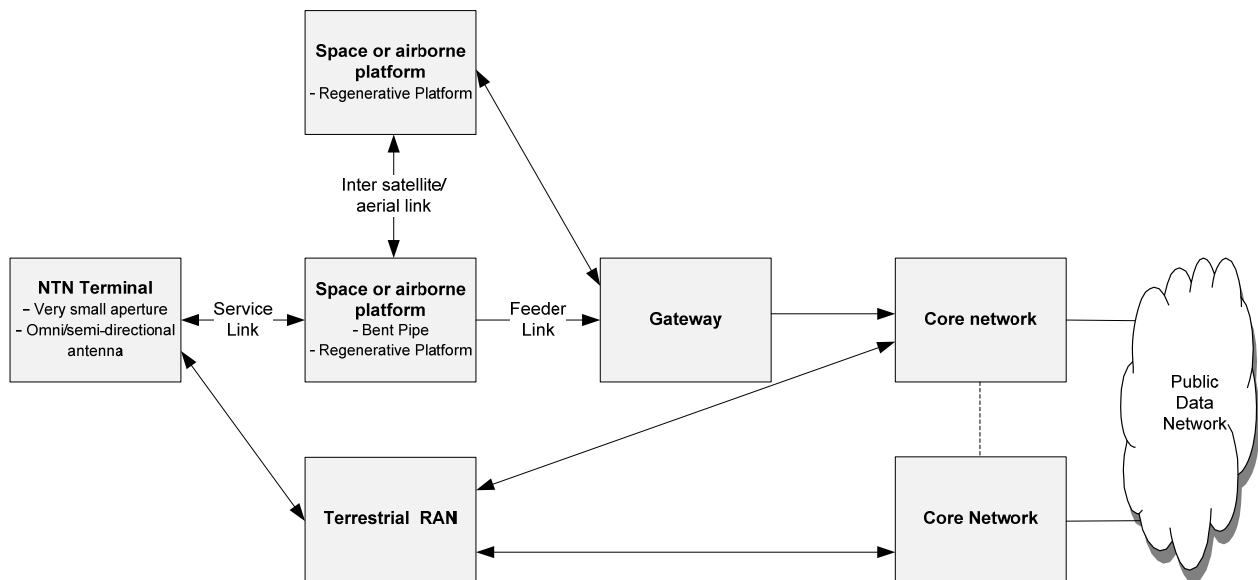 Space or airborne
platform
– Regenerative Platform
Inter satellite/
aerial link
NTN Terminal
– Very small aperture
– Omni/semi-directional
antenna
Service
Link
Space or airborne
platform
– Bent Pipe
– Regenerative Platform
Feeder
Link
Gateway
Core network
Public
Data
Network
Terrestrial RAN
Core Network